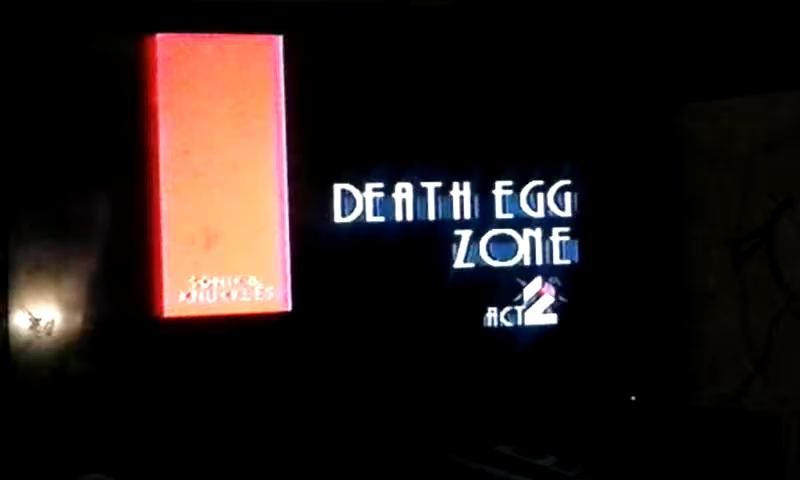 SONIC &
KNUCKLES
DEATH EGG
ZONE
ACT 2